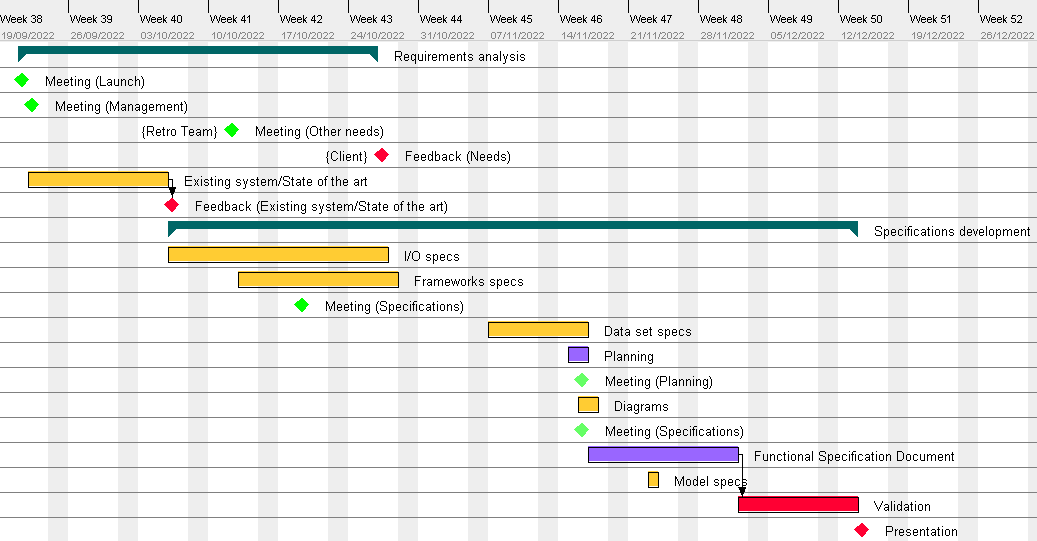 Week 38 Week 39 Week 40 Week 41 Week 42 Week 43 Week 44 Week 45 Week 46 Week 47 Week 48 Week 49 Week 50 Week 51 Week 52
19/09/2022 26/09/2022 03/10/2022 10/10/2022 17/10/2022 24/10/2022 31/10/2022 07/11/2022 14/11/2022 21/11/2022 28/11/2022 05/12/2022 12/12/2022 19/12/2022 26/12/2022
Requirements analysis
Meeting (Launch)
Meeting (Management)
{Retro Team} Meeting (Other needs)
{Client} Feedback (Needs)
Existing system/State of the art
Feedback (Existing system/State of the art)
Specifications development
I/O specs
Frameworks specs
Meeting (Specifications)
Data set specs
Planning
Meeting (Planning)
Diagrams
Meeting (Specifications)
Functional Specification Document
Model specs
Validation
Presentation